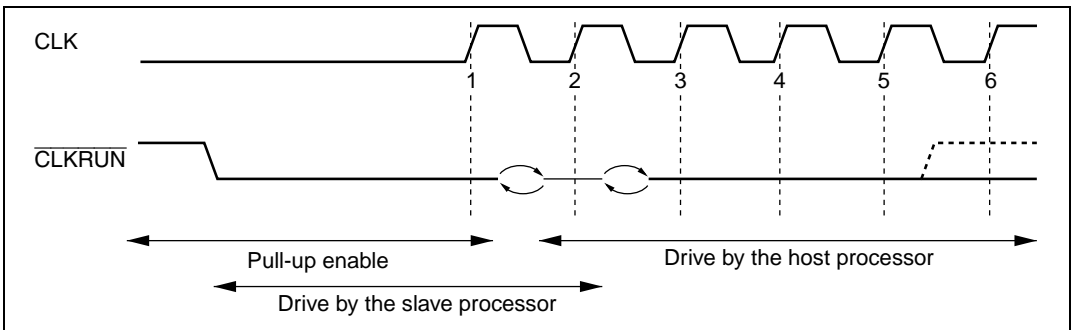 CLK
1 2 3 4 5 6
CLKRUN
Pull-up enable
Drive by the host processor
Drive by the slave processor